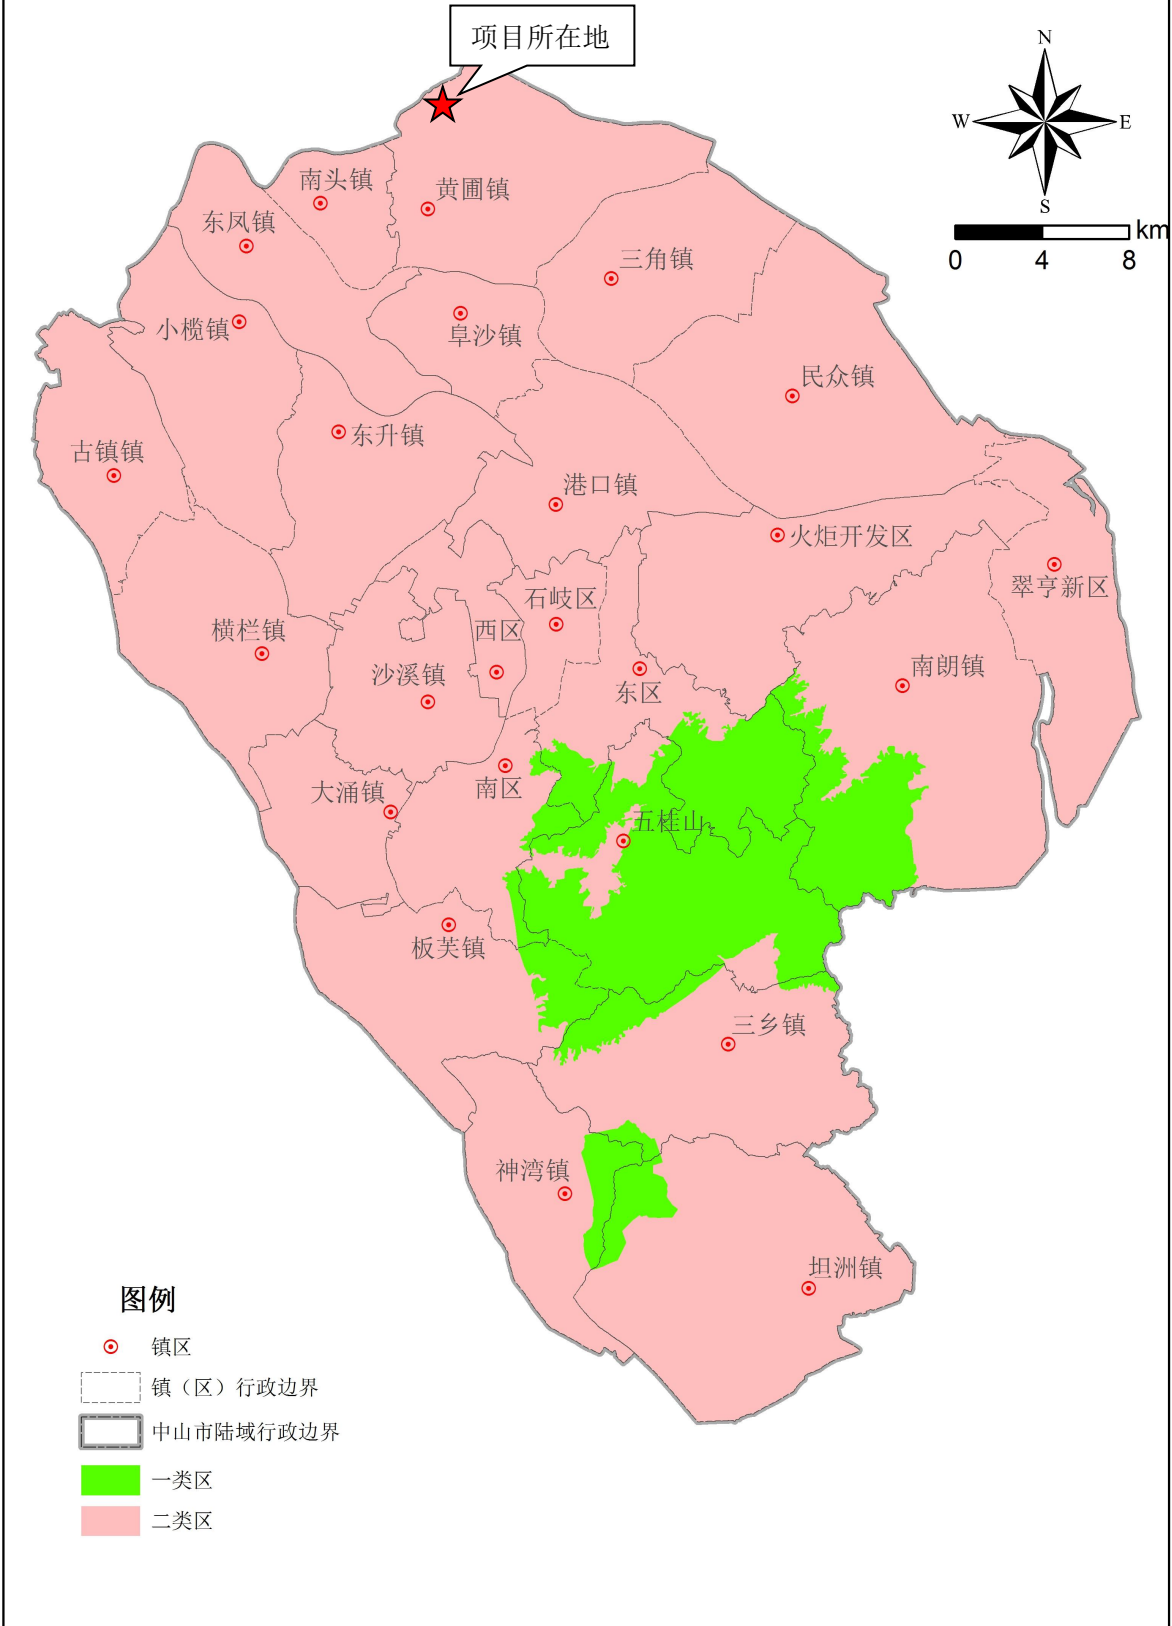 项目所在地
N
W
E
S
km
0
4
8
南头镇
黄圃镇
东凤镇
三角镇
小榄镇
阜沙镇
民众镇
东升镇
古镇镇
港口镇
火炬开发区
翠亨新区
石岐区
横栏镇
西区
沙溪镇
东区
南朗镇
南区
大涌镇
五桂山
板芙镇
三乡镇
神湾镇
坦洲镇
图例
镇区
镇（区）行政边界
中山市陆域行政边界
一类区
二类区